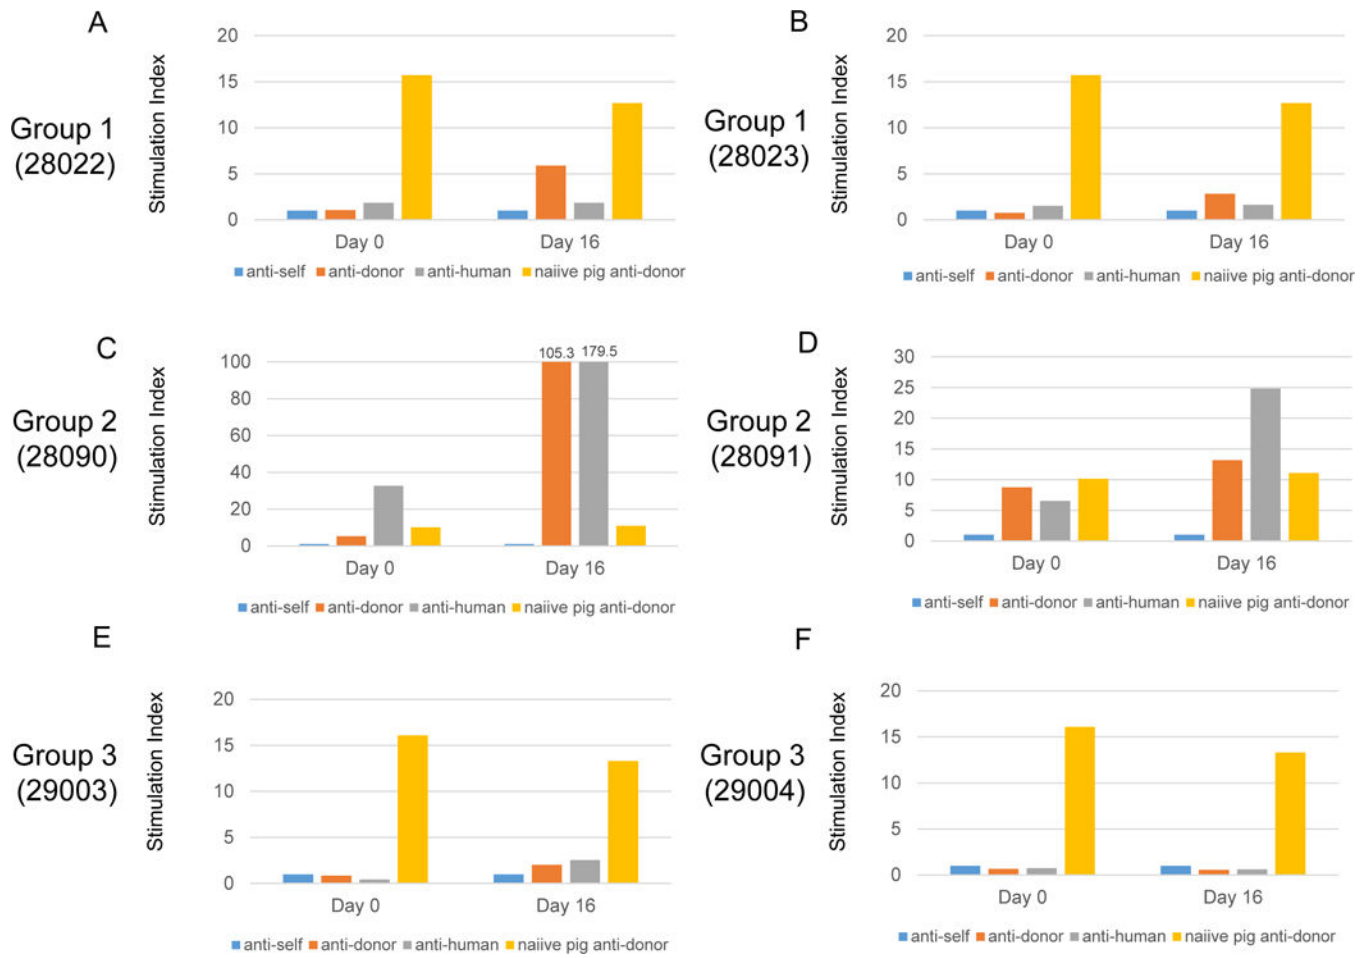 A
Group 1
(28022)
Stimulation Index
20
15
10
5
0
Day 0
Day 16
anti-self anti-donor anti-human naiive pig anti-donor
B
Group 1
(28023)
Stimulation Index
20
15
10
5
0
Day 0
Day 16
anti-self anti-donor anti-human naiive pig anti-donor
C
Group 2
(28090)
Stimulation Index
100
80
60
40
20
0
105.3
179.5
Day 0
Day 16
anti-self anti-donor anti-human naiive pig anti-donor
D
Group 2
(28091)
Stimulation Index
30
25
20
15
10
5
0
Day 0
Day 16
anti-self anti-donor anti-human naiive pig anti-donor
E
Group 3
(29003)
Stimulation Index
20
15
10
5
0
Day 0
Day 16
anti-self anti-donor anti-human naiive pig anti-donor
F
Group 3
(29004)
Stimulation Index
20
15
10
5
0
Day 0
Day 16
anti-self anti-donor anti-human naiive pig anti-donor